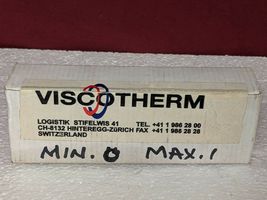 VISCOTHERM
LOGISTIK STIFELWIS 41 TEL. +41 1 986 28 00
CH-8132 HINTEREGG-ZüRICH FAX +41 1 986 28 28
SWITZERLAND
MIN. 0 MAX. 1